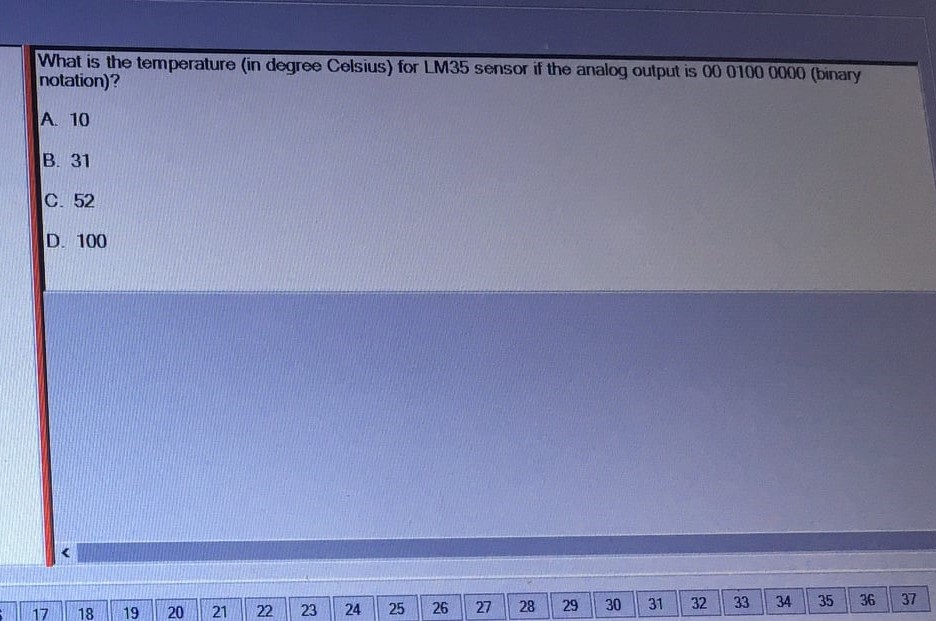 What is the temperature (in degree Celsius) for LM35 sensor if the analog output is 00 0100 0000 (binary
notation)?
A. 10
B. 31
C. 52
D. 100
<
17 18 19 20 21 22 23 24 25 26 27 28 29 30 31 32 33 34 35 36 37